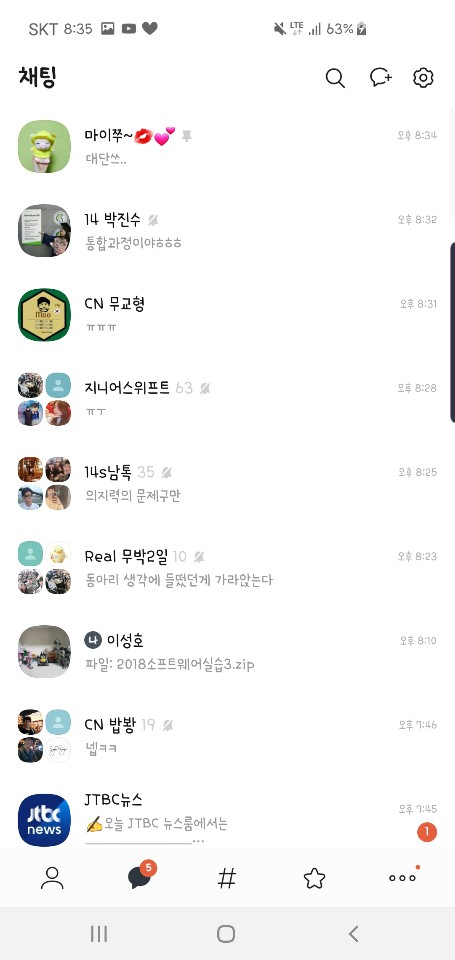 SKT 8:35 LTE 63%
채팅
마이쮸~💋💕 오후 8:34
대단쓰..
14 박진수 오후 8:32
통합과정이야ㅎㅎㅎ
CN 무교형 오후 8:31
ㅠㅠㅠ
지니어스위프트 63 오후 8:28
ㅠㅜ
14s남톡 35 오후 8:25
의지력의 문제구만
Real 무박2일 10 오후 8:23
동아리 생각에 들떴던게 가라앉는다
나 이성호 오후 8:10
파일: 2018소프트웨어실습3.zip
CN 밥봥 19 오후 7:46
넵ㅋㅋ
JTBC뉴스 오후 7:45
✍오늘 JTBC 뉴스룸에서는 1
__________________...
jtbc
news
5
#